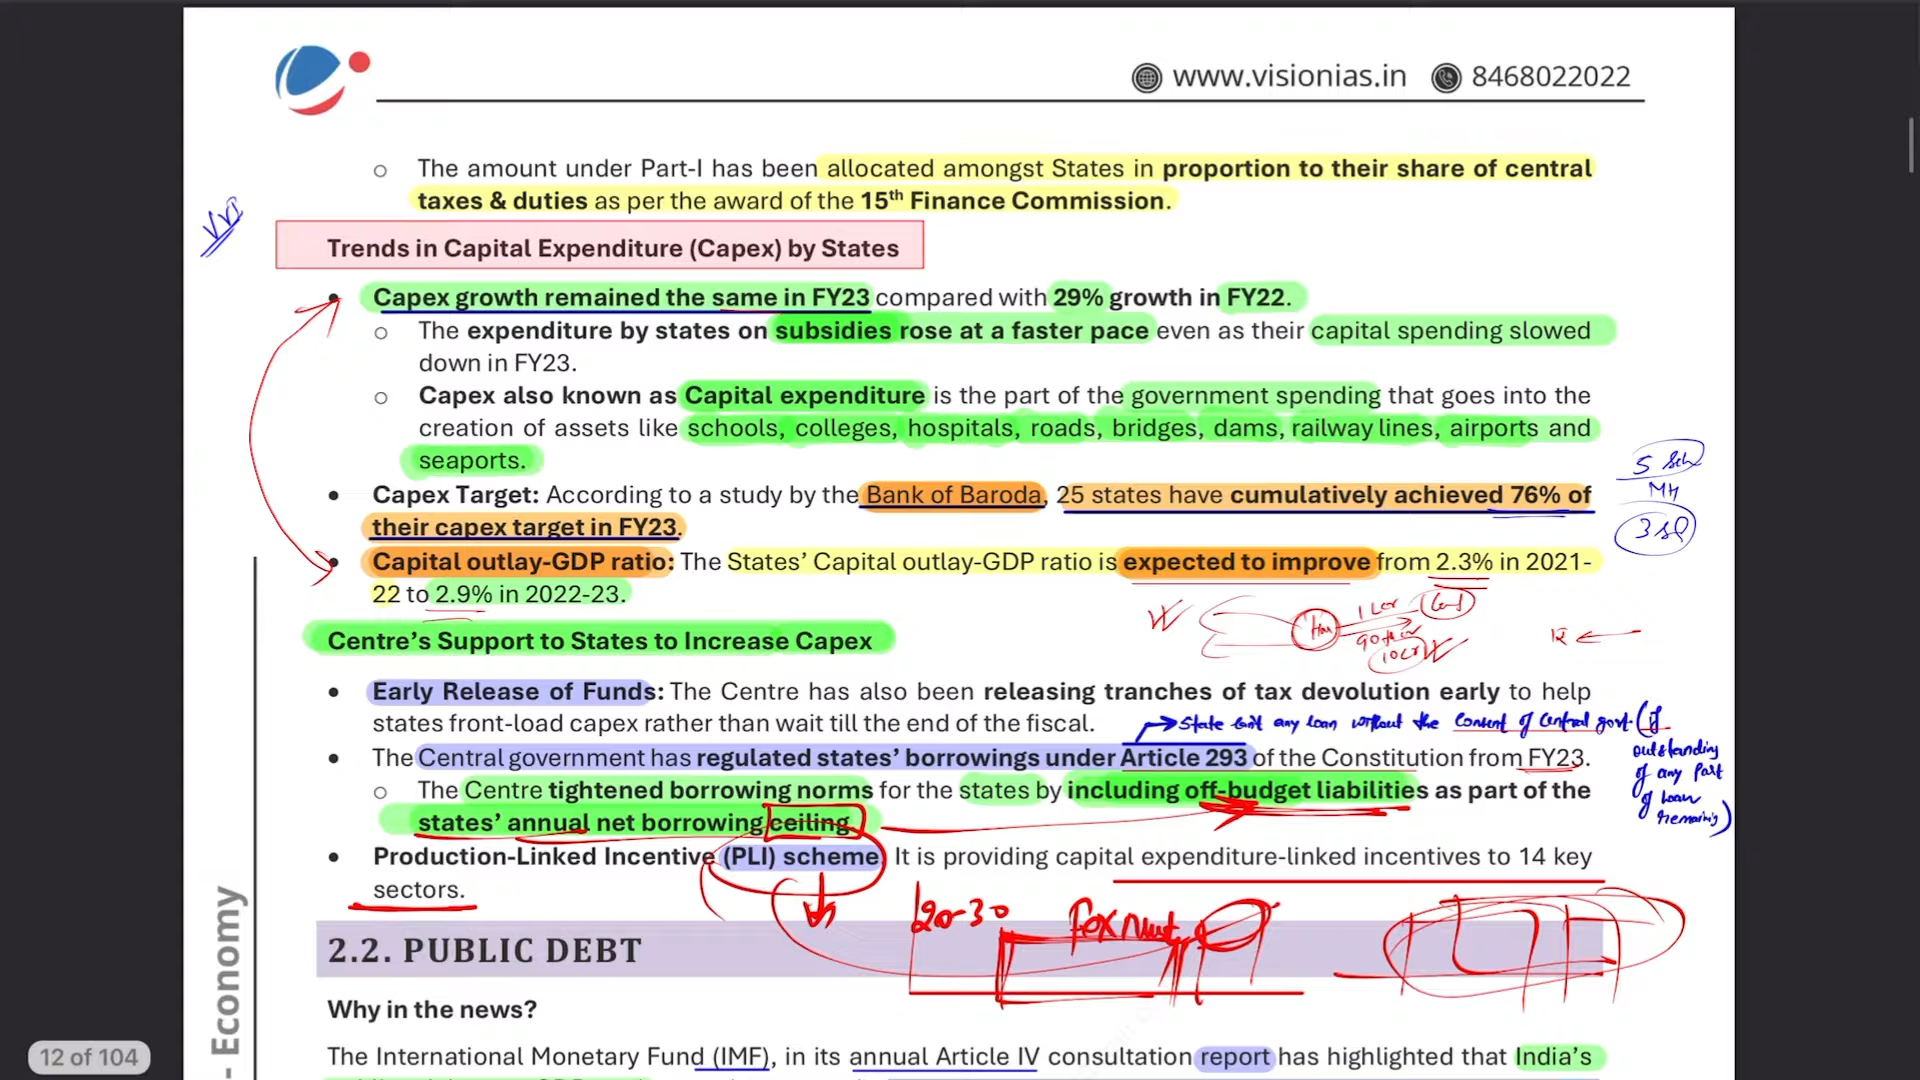 www.visionias.in 8468022022
○ The amount under Part-I has been allocated amongst States in proportion to their share of central
taxes & duties as per the award of the 15th Finance Commission.
VVI
Trends in Capital Expenditure (Capex) by States
• Capex growth remained the same in FY23 compared with 29% growth in FY22.
○ The expenditure by states on subsidies rose at a faster pace even as their capital spending slowed
down in FY23.
○ Capex also known as Capital expenditure is the part of the government spending that goes into the
creation of assets like schools, colleges, hospitals, roads, bridges, dams, railway lines, airports and
seaports.
5 Sch
MH
• Capex Target: According to a study by the Bank of Baroda, 25 states have cumulatively achieved 76% of
their capex target in FY23.
• Capital outlay-GDP ratio: The States’ Capital outlay-GDP ratio is expected to improve from 2.3% in 2021-
22 to 2.9% in 2022-23.
Centre’s Support to States to Increase Capex
• Early Release of Funds: The Centre has also been releasing tranches of tax devolution early to help
states front-load capex rather than wait till the end of the fiscal.
State can't any loan without the consent of central govt (if
outstanding
of any part
of loan
remaining)
• The Central government has regulated states’ borrowings under Article 293 of the Constitution from FY23.
○ The Centre tightened borrowing norms for the states by including off-budget liabilities as part of the
states’ annual net borrowing ceiling.
• Production-Linked Incentive (PLI) scheme: It is providing capital expenditure-linked incentives to 14 key
sectors.
20-30
2.2. PUBLIC DEBT
Why in the news?
The International Monetary Fund (IMF), in its annual Article IV consultation report has highlighted that India’s
- Economy
12 of 104